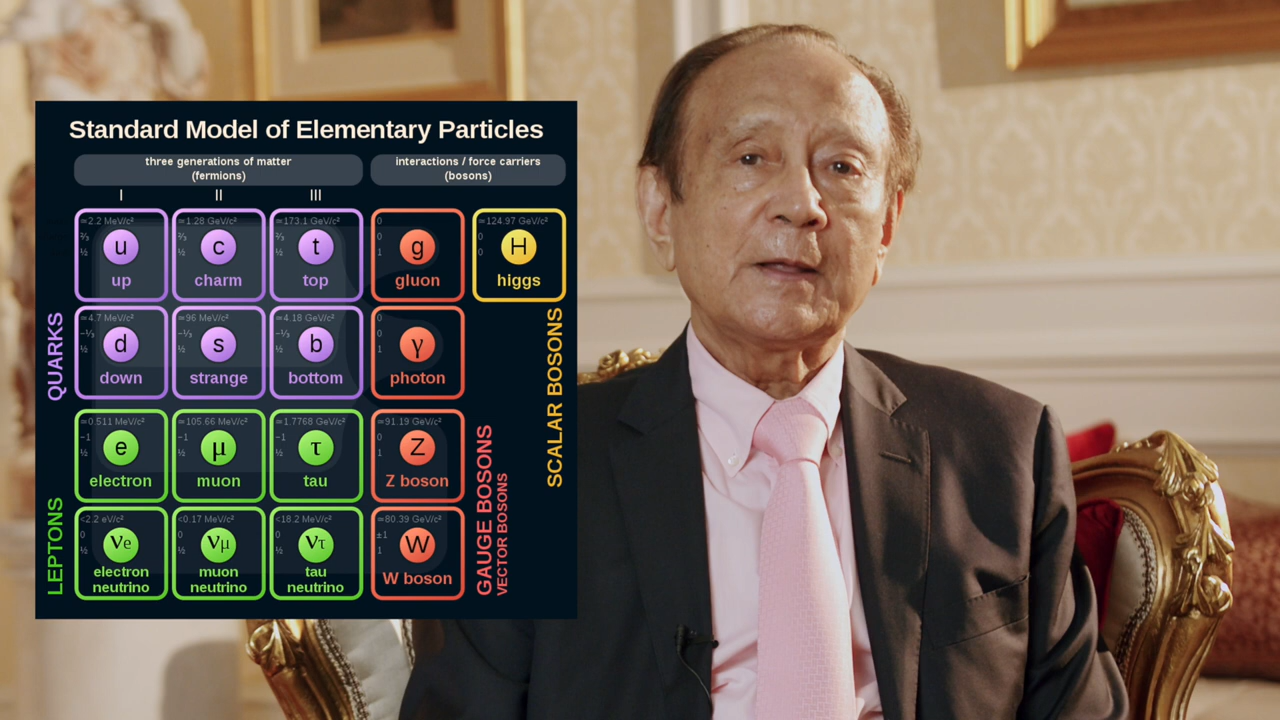 Standard Model of Elementary Particles
three generations of matter
(fermions)
interactions / force carriers
(bosons)
I
II
III
≃2.2 MeV/c²
⅔
½
u
up
≃1.28 GeV/c²
⅔
½
c
charm
≃173.1 GeV/c²
⅔
½
t
top
0
0
1
g
gluon
≃124.97 GeV/c²
0
0
H
higgs
QUARKS
≃4.7 MeV/c²
−⅓
½
d
down
≃96 MeV/c²
−⅓
½
s
strange
≃4.18 GeV/c²
−⅓
½
b
bottom
0
0
1
γ
photon
SCALAR BOSONS
≃0.511 MeV/c²
−1
½
e
electron
≃105.66 MeV/c²
−1
½
μ
muon
≃1.7768 GeV/c²
−1
½
τ
tau
≃91.19 GeV/c²
0
1
Z
Z boson
GAUGE BOSONS
VECTOR BOSONS
LEPTONS
<2.2 eV/c²
0
½
νe
electron
neutrino
<0.17 MeV/c²
0
½
νμ
muon
neutrino
<18.2 MeV/c²
0
½
ντ
tau
neutrino
≃80.39 GeV/c²
±1
1
W
W boson